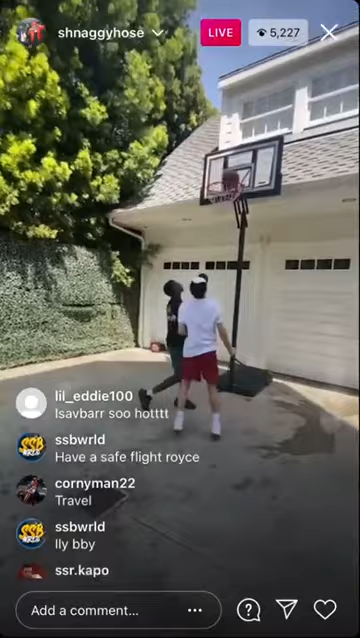 shnaggyhose
LIVE
5,227
lil_eddie100
Isavbarr soo hotttt
ssbwrld
Have a safe flight royce
cornyman22
Travel
ssbwrld
lly bby
ssr.kapo
Add a comment...